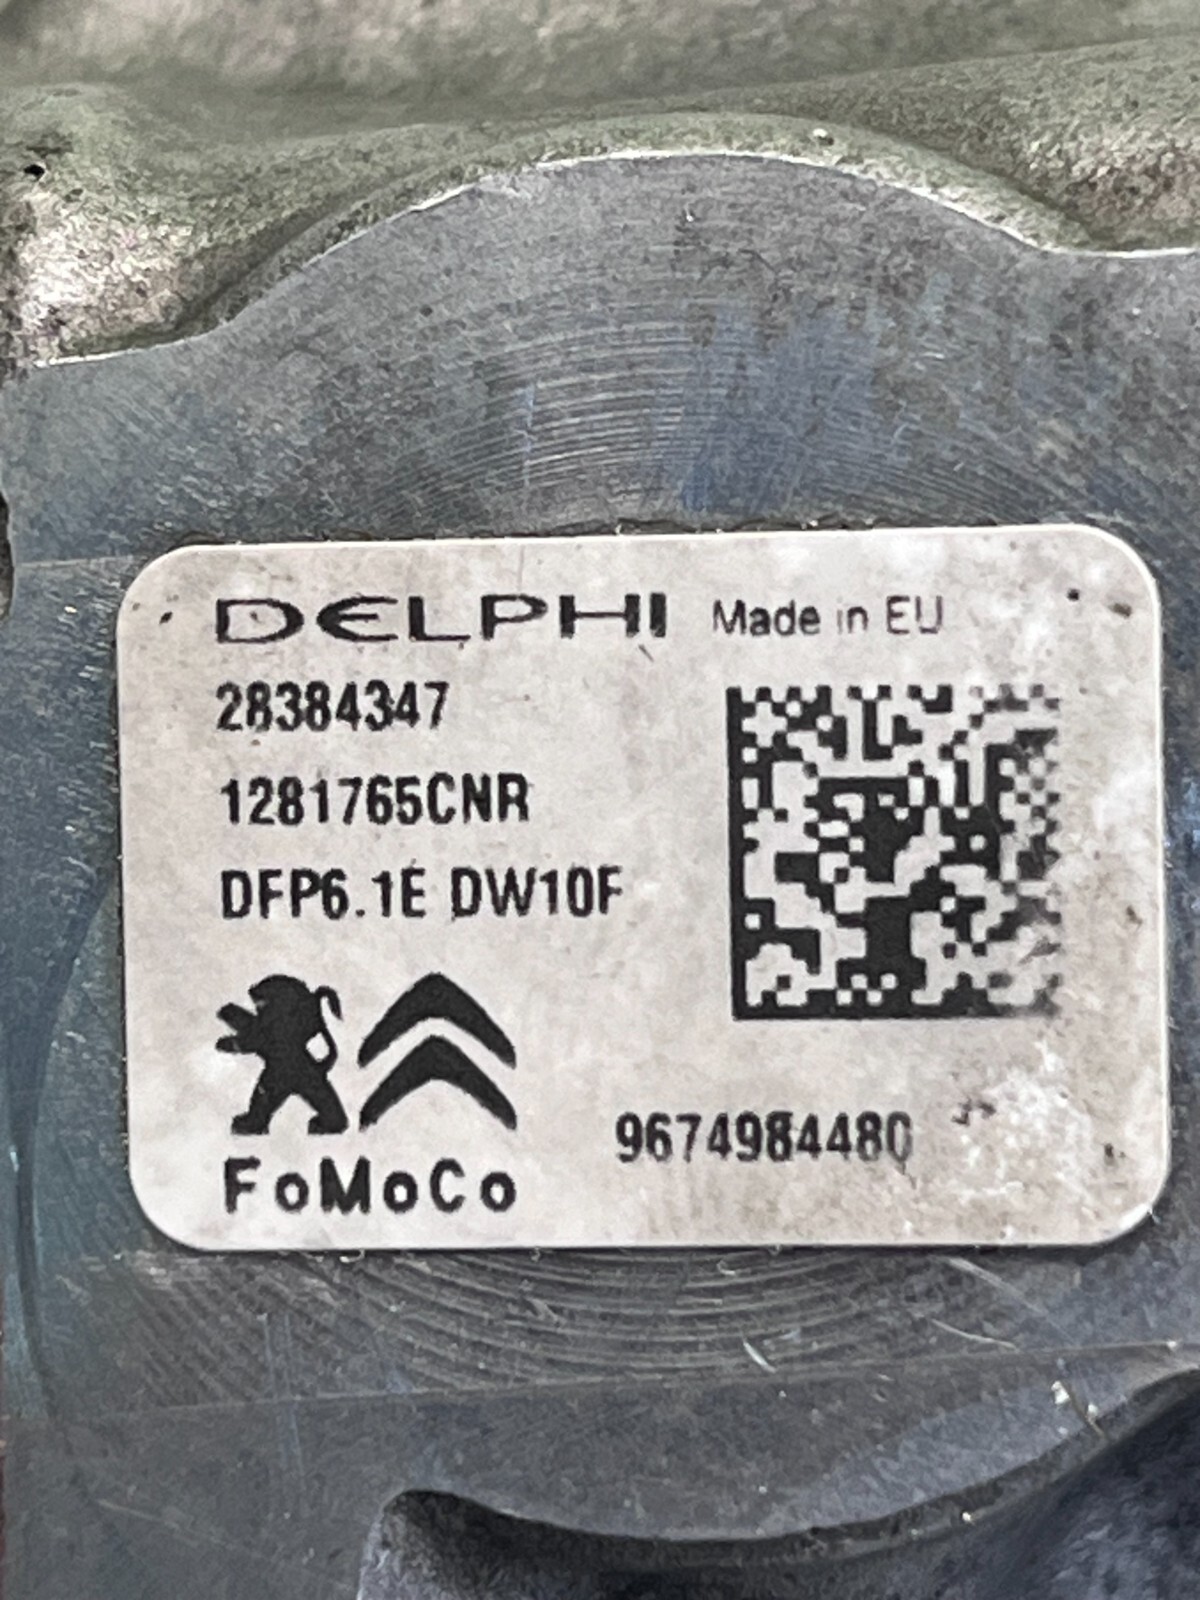 DELPHI Made in EU
28384347
1281765CNR
DFP6.1E DW10F
FoMoCo
9674984480